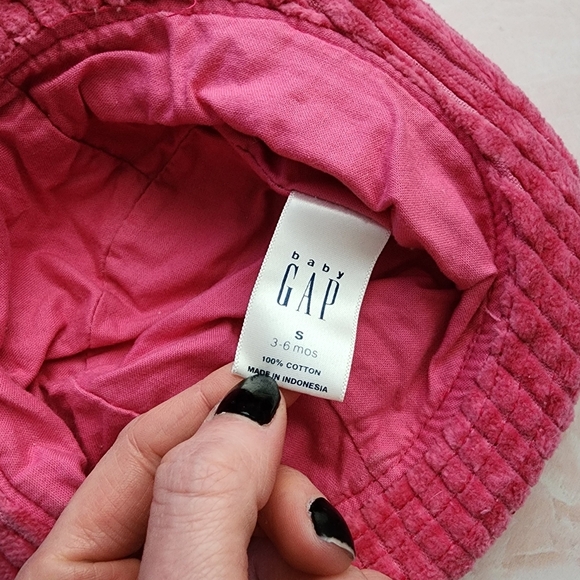 baby
GAP
S
3-6 mos
100% COTTON
MADE IN INDONESIA